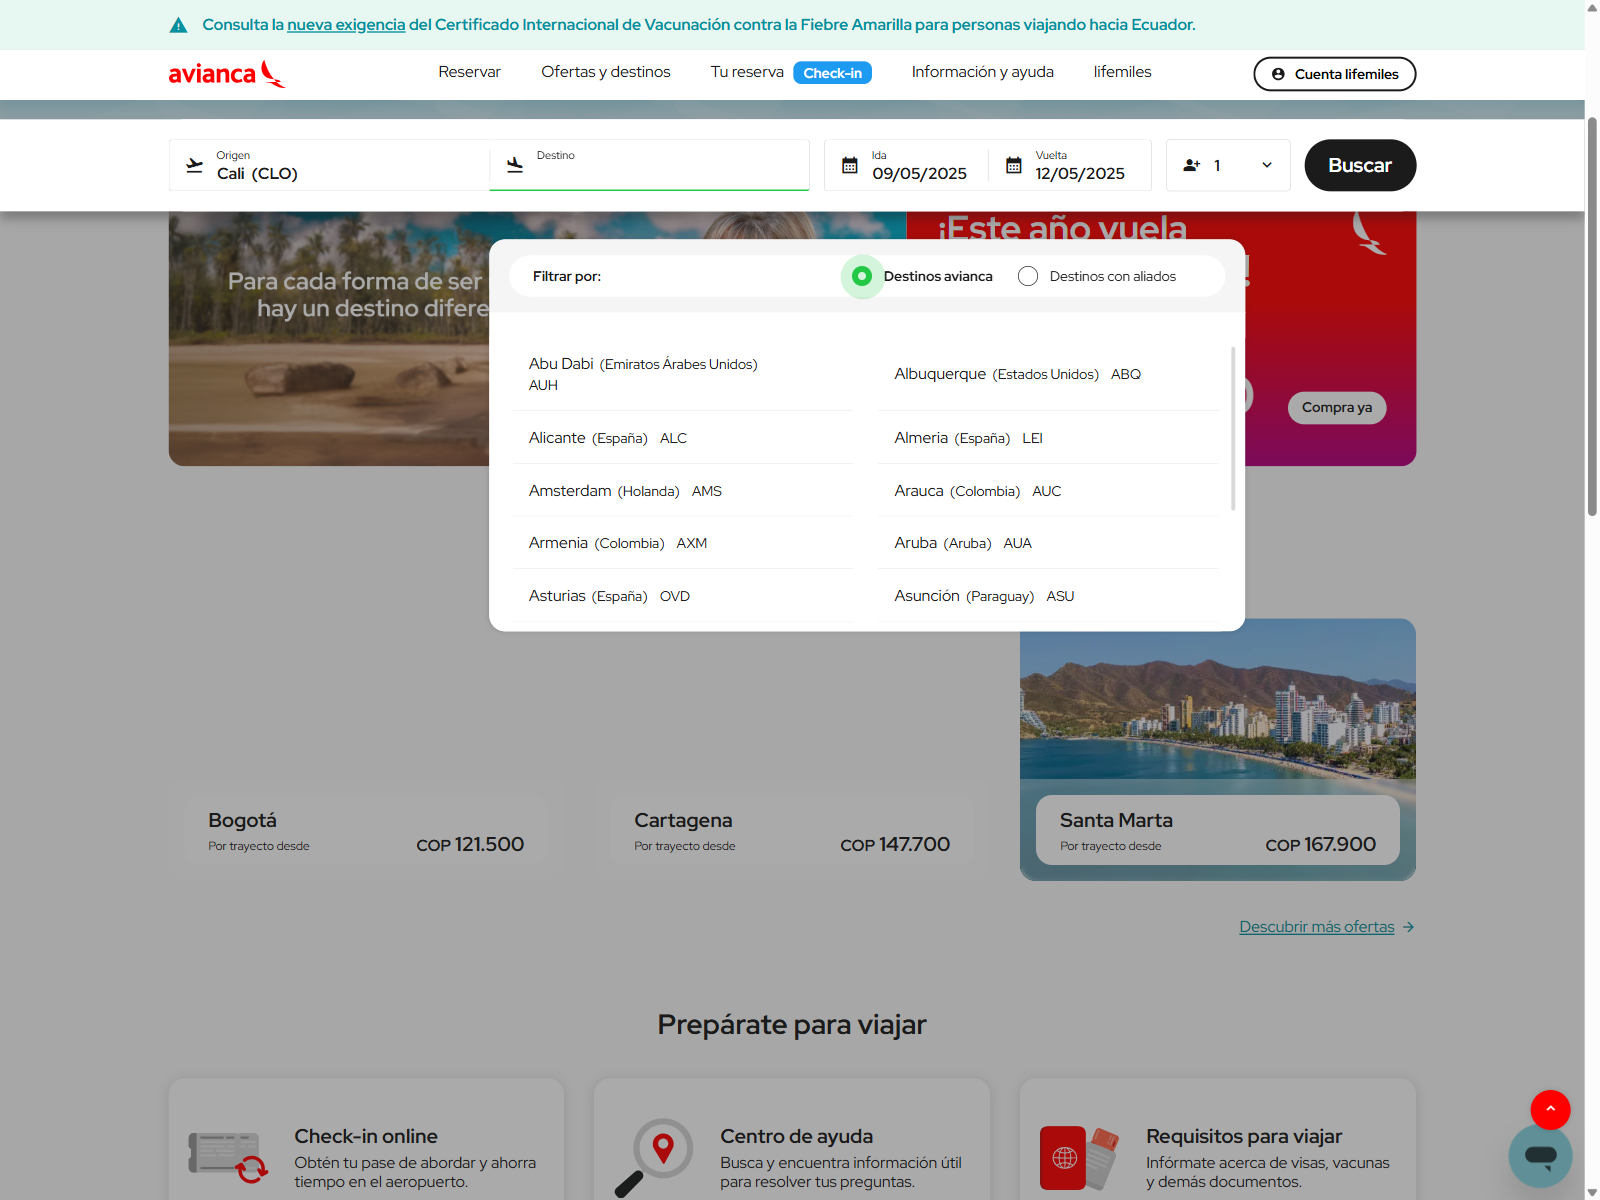 Consulta la nueva exigencia del Certificado Internacional de Vacunación contra la Fiebre Amarilla para personas viajando hacia Ecuador.
avianca
Reservar
Ofertas y destinos
Tu reserva
Check-in
Información y ayuda
lifemiles
Cuenta lifemiles
Origen
Cali (CLO)
Destino
Ida
09/05/2025
Vuelta
12/05/2025
1
Buscar
Para cada forma de ser
hay un destino difere
¡Este año vuela
!
Compra ya
Filtrar por:
Destinos avianca
Destinos con aliados
Abu Dabi (Emiratos Árabes Unidos)
AUH
Albuquerque (Estados Unidos) ABQ
Alicante (España) ALC
Almeria (España) LEI
Amsterdam (Holanda) AMS
Arauca (Colombia) AUC
Armenia (Colombia) AXM
Aruba (Aruba) AUA
Asturias (España) OVD
Asunción (Paraguay) ASU
Bogotá
Por trayecto desde
COP 121.500
Cartagena
Por trayecto desde
COP 147.700
Santa Marta
Por trayecto desde
COP 167.900
Descubrir más ofertas
Prepárate para viajar
Check-in online
Obtén tu pase de abordar y ahorra
tiempo en el aeropuerto.
Centro de ayuda
Busca y encuentra información útil
para resolver tus preguntas.
Requisitos para viajar
Infórmate acerca de visas, vacunas
y demás documentos.